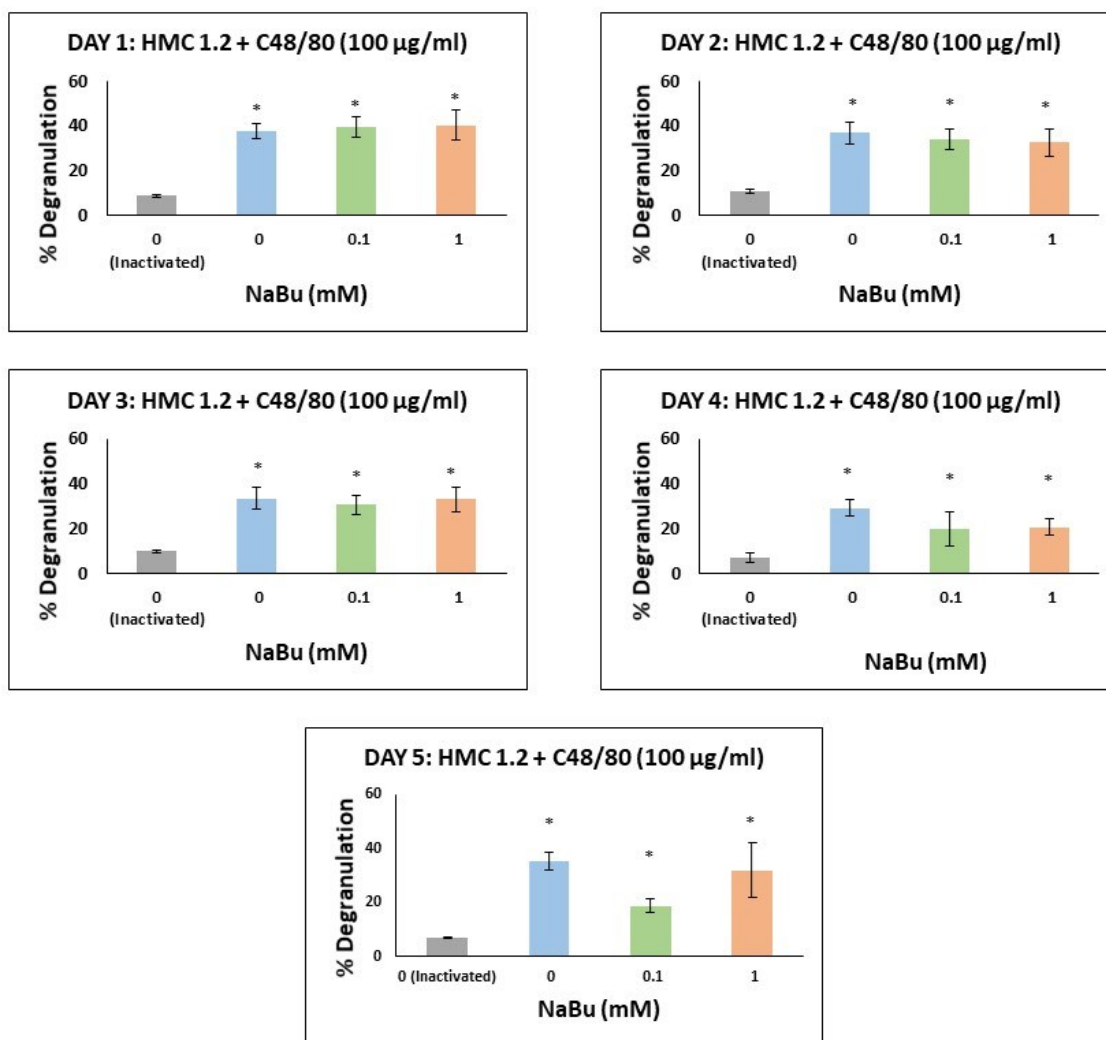 DAY 1: HMC 1.2 + C48/80 (100 µg/ml)
% Degranulation
60
40
20
0
* * *
0 0 0.1 1
(Inactivated)
NaBu (mM)
DAY 2: HMC 1.2 + C48/80 (100 µg/ml)
% Degranulation
60
40
20
0
* * *
0 0 0.1 1
(Inactivated)
NaBu (mM)
DAY 3: HMC 1.2 + C48/80 (100 µg/ml)
% Degranulation
60
40
20
0
* * *
0 0 0.1 1
(Inactivated)
NaBu (mM)
DAY 4: HMC 1.2 + C48/80 (100 µg/ml)
% Degranulation
60
40
20
0
* * *
0 0 0.1 1
(Inactivated)
NaBu (mM)
DAY 5: HMC 1.2 + C48/80 (100 µg/ml)
% Degranulation
60
40
20
0
* * *
0 (Inactivated) 0 0.1 1
NaBu (mM)